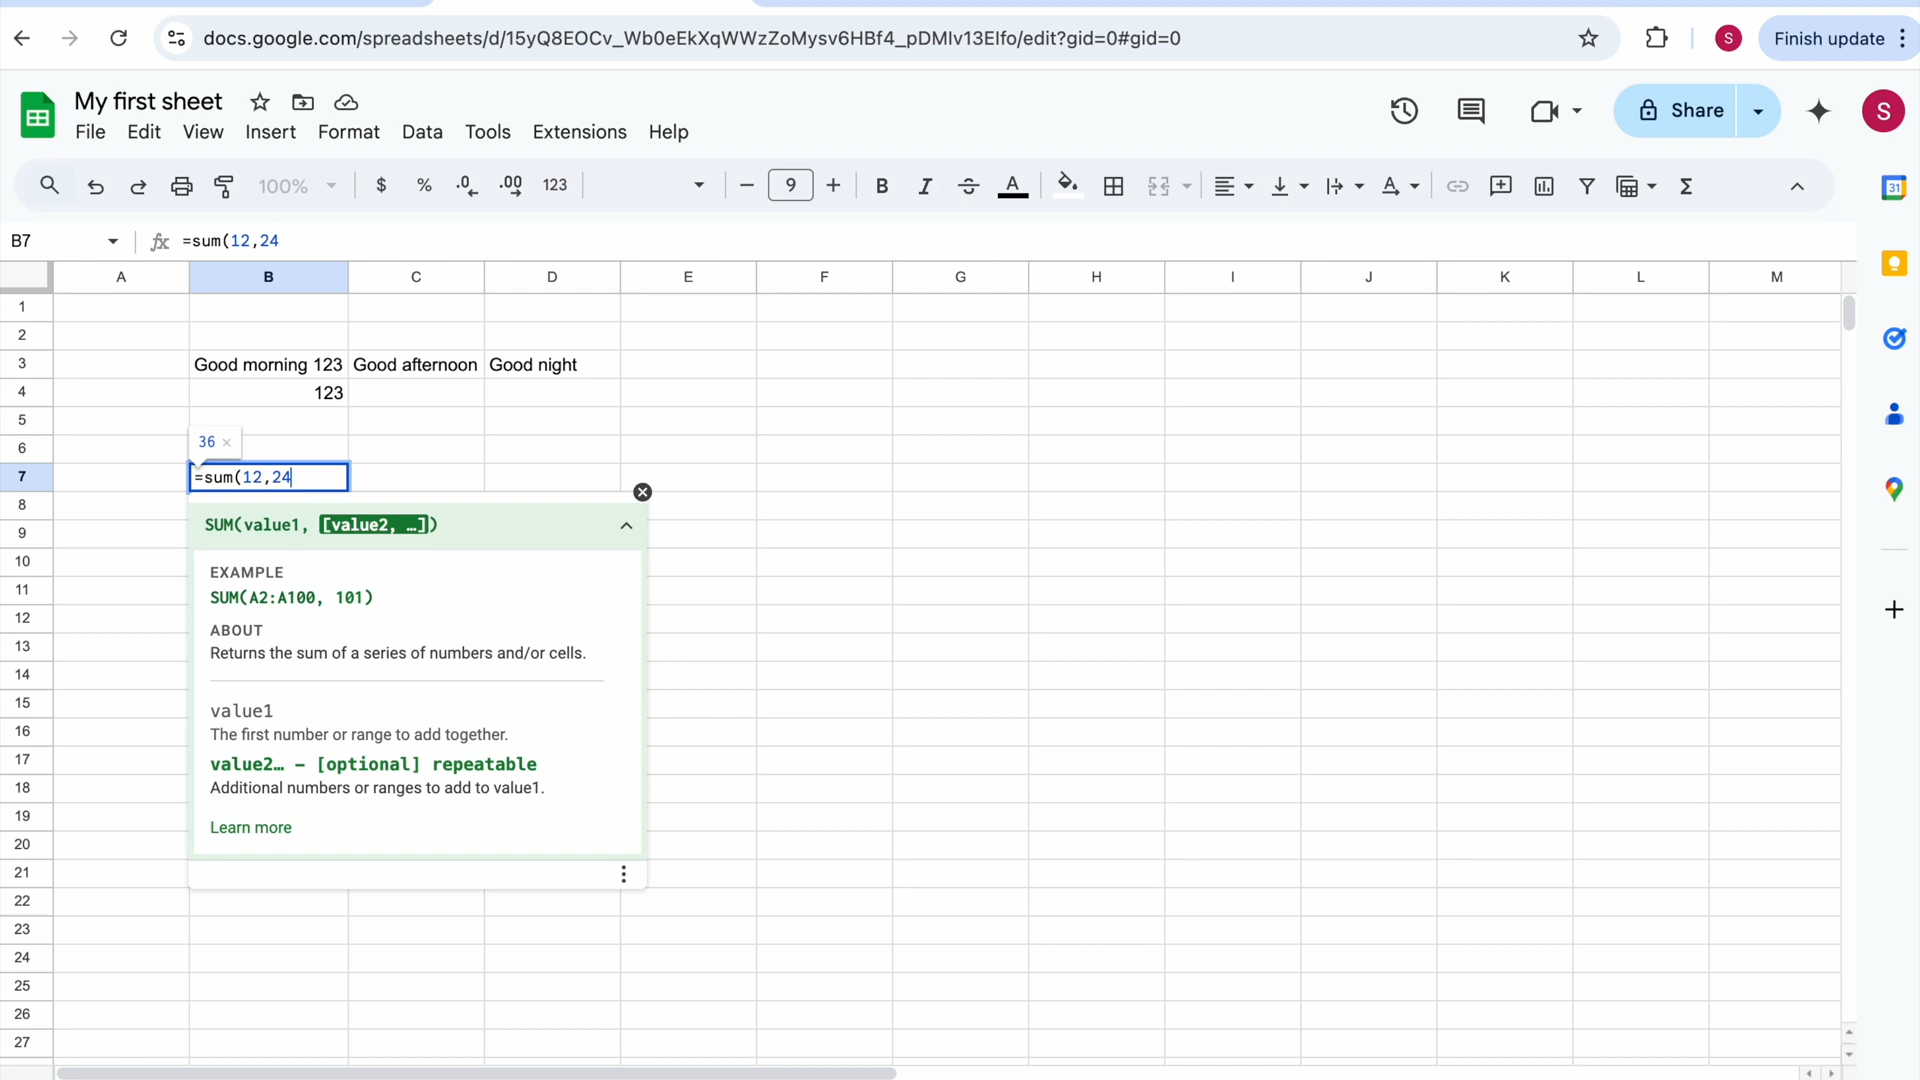 docs.google.com/spreadsheets/d/15yQ8EOCv_Wb0eEkXqWWzZoMysv6HBf4_pDMlv13EIfo/edit?gid=0#gid=0
S
Finish update
My first sheet
File Edit View Insert Format Data Tools Extensions Help
Share
S
100% $ % .0 .00 123 9 B I A A Σ
31
B7 fx =sum(12,24
A B C D E F G H I J K L M
1
2
3 Good morning 123 Good afternoon Good night
4 123
5
6
36 ×
7 =sum(12,24
8
SUM(value1, [value2, …])
9
10
EXAMPLE
11
SUM(A2:A100, 101)
12
ABOUT
13
Returns the sum of a series of numbers and/or cells.
14
15
value1
16
The first number or range to add together.
17
value2… – [optional] repeatable
18
Additional numbers or ranges to add to value1.
19
Learn more
20
21
22
23
24
25
26
27